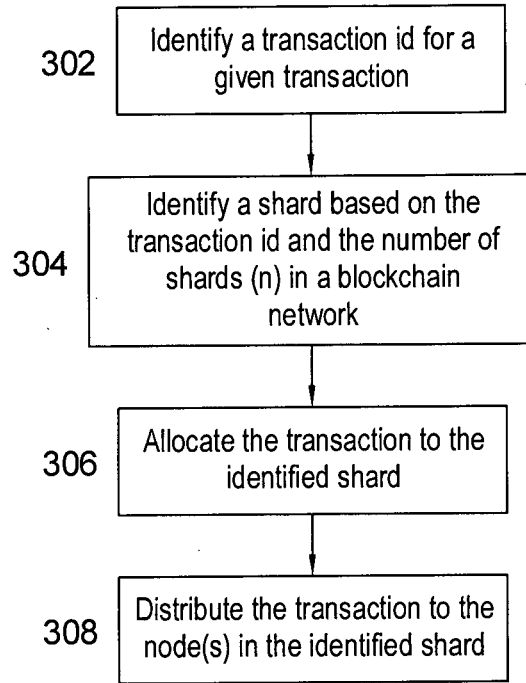 302
Identify a transaction id for a
given transaction
304
Identify a shard based on the
transaction id and the number of
shards (n) in a blockchain
network
306
Allocate the transaction to the
identified shard
308
Distribute the transaction to the
node(s) in the identified shard